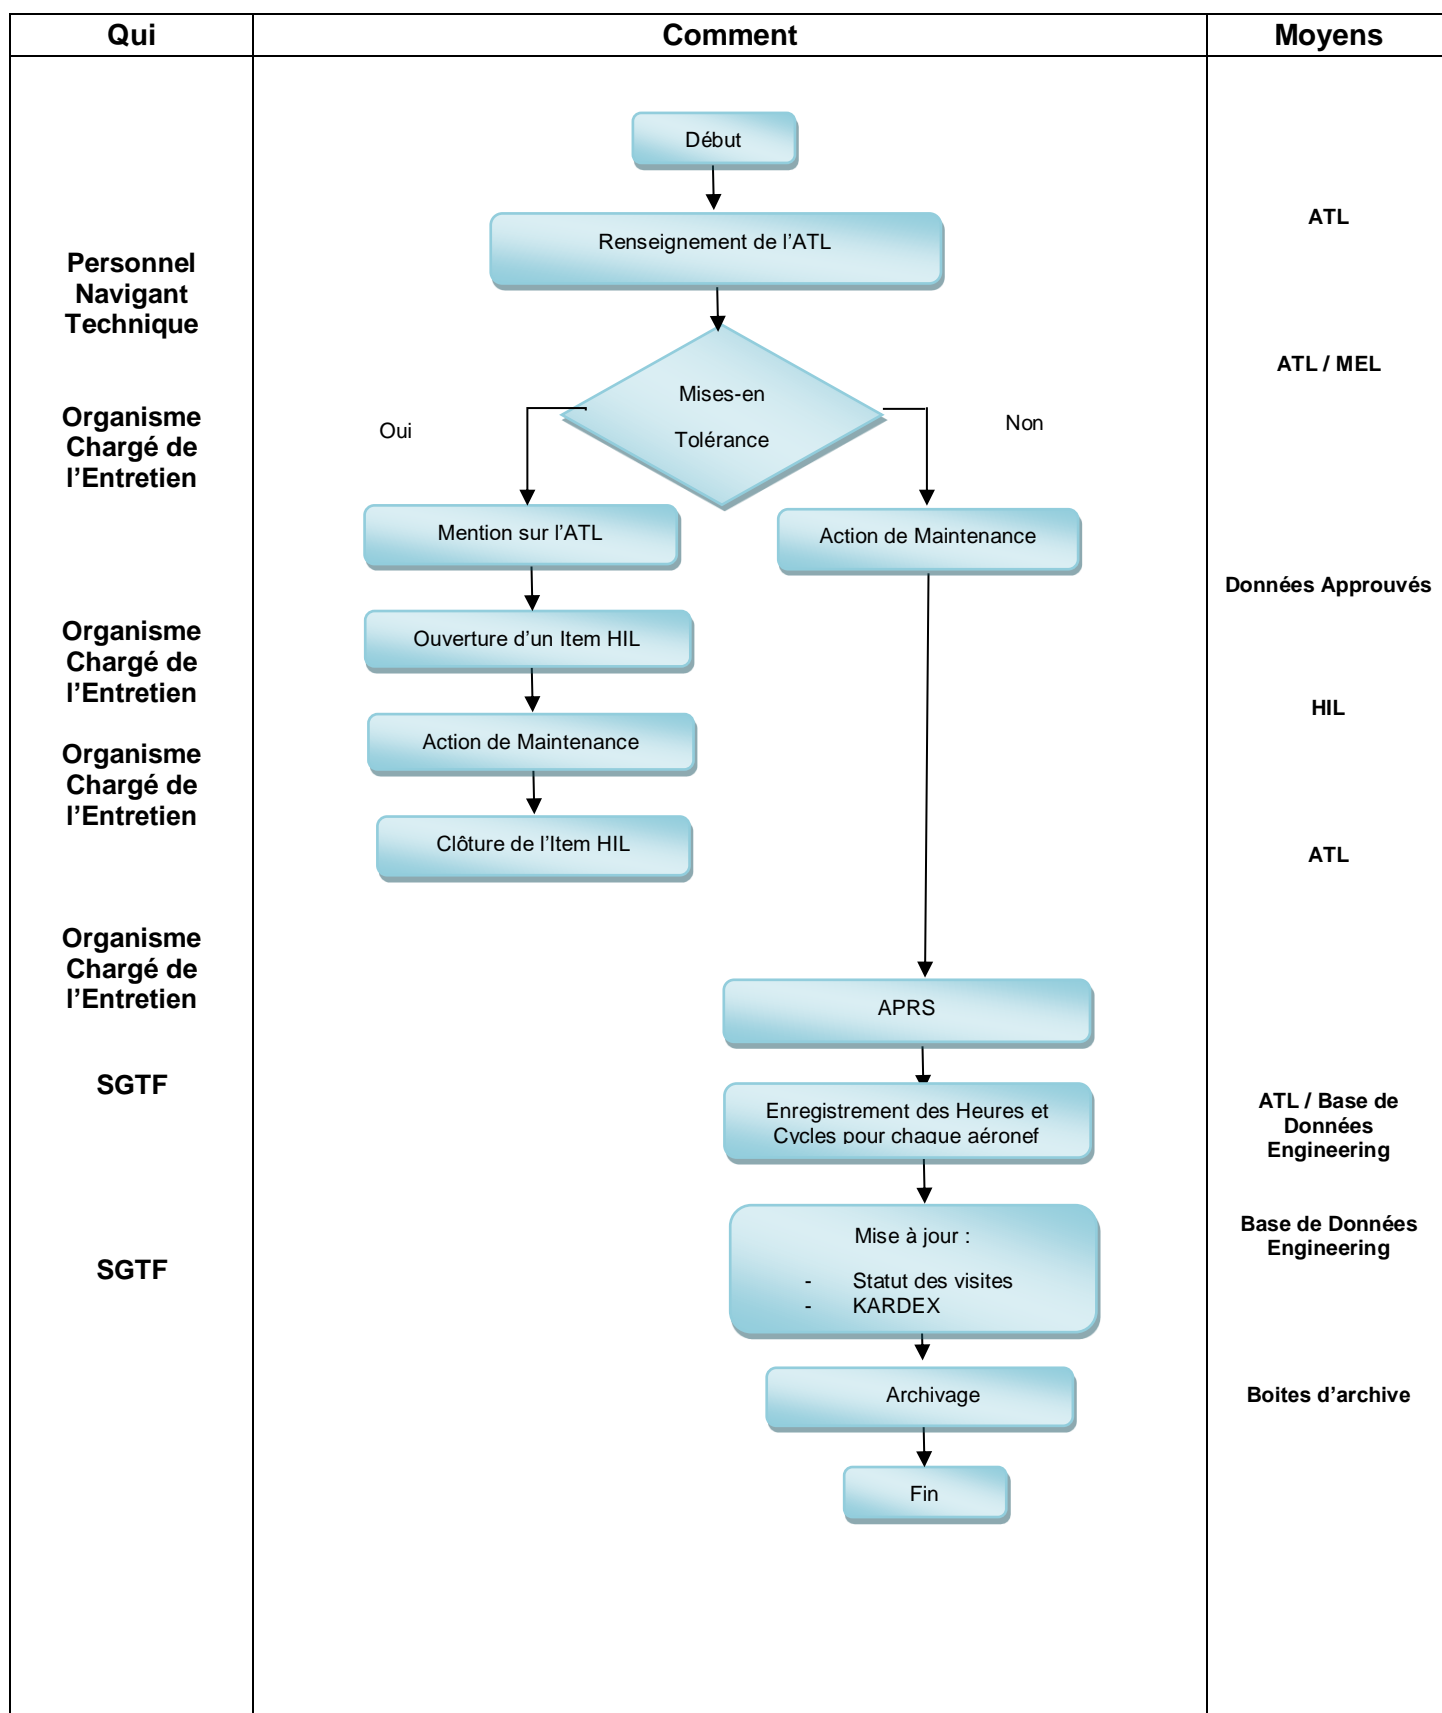 Qui
Comment
Moyens
Début
ATL
Renseignement de l'ATL
Personnel
Navigant
Technique
ATL / MEL
Mises-en
Tolérance
Organisme
Chargé de
l'Entretien
Oui
Non
Mention sur l'ATL
Action de Maintenance
Données Approuvés
Organisme
Chargé de
l'Entretien
Ouverture d'un Item HIL
HIL
Organisme
Chargé de
l'Entretien
Action de Maintenance
Clôture de l'Item HIL
ATL
Organisme
Chargé de
l'Entretien
APRS
SGTF
Enregistrement des Heures et
Cycles pour chaque aéronef
ATL / Base de
Données
Engineering
SGTF
Mise à jour :
- Statut des visites
- KARDEX
Base de Données
Engineering
Archivage
Boites d'archive
Fin